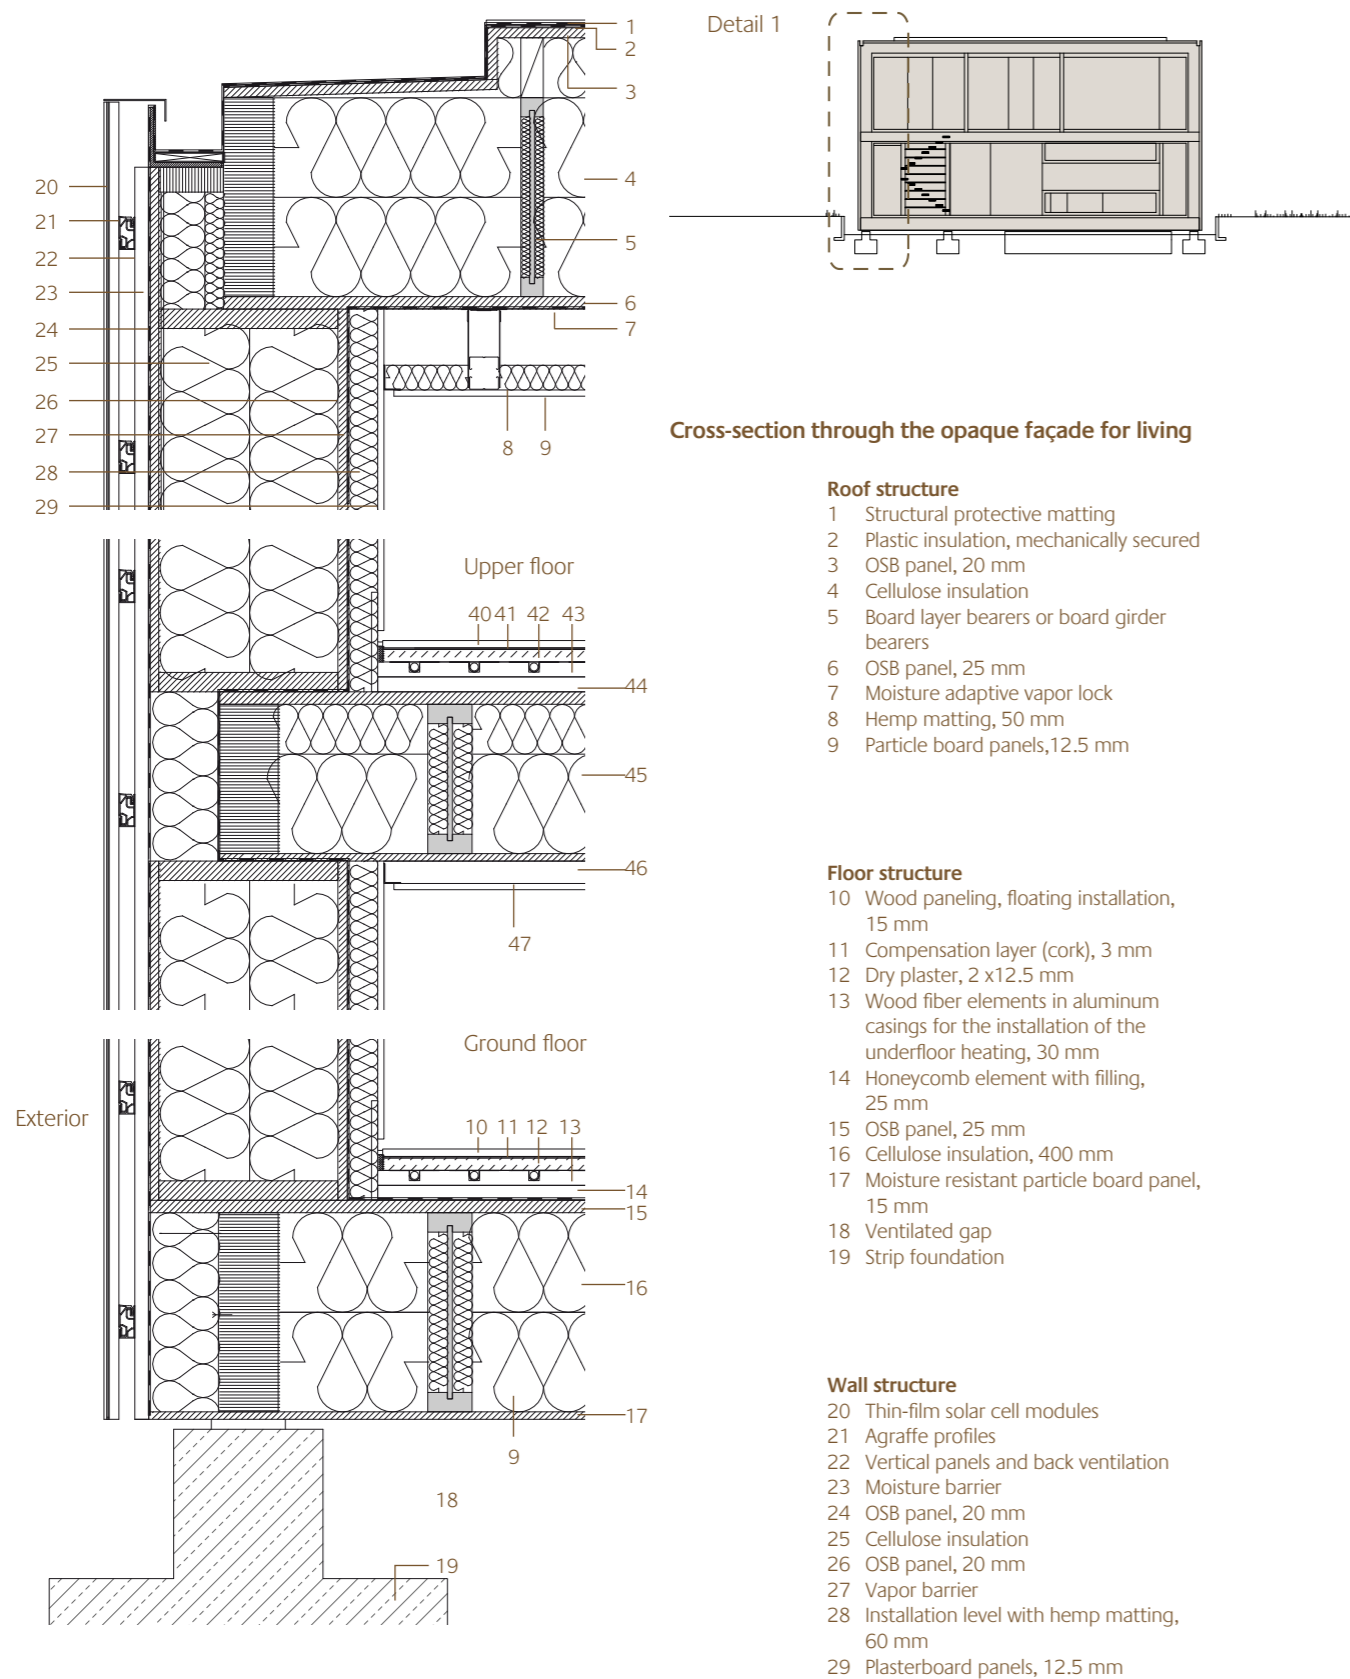 Detail 1
1
2
3
4
5
6
7
8 9
20
21
22
23
24
25
26
27
28
29
Upper floor
40 41 42 43
44
45
46
47
Ground floor
Exterior
10 11 12 13
14
15
16
17
9
18
19
Cross-section through the opaque façade for living
Roof structure
1 Structural protective matting
2 Plastic insulation, mechanically secured
3 OSB panel, 20 mm
4 Cellulose insulation
5 Board layer bearers or board girder
bearers
6 OSB panel, 25 mm
7 Moisture adaptive vapor lock
8 Hemp matting, 50 mm
9 Particle board panels,12.5 mm
Floor structure
10 Wood paneling, floating installation,
15 mm
11 Compensation layer (cork), 3 mm
12 Dry plaster, 2 x12.5 mm
13 Wood fiber elements in aluminum
casings for the installation of the
underfloor heating, 30 mm
14 Honeycomb element with filling,
25 mm
15 OSB panel, 25 mm
16 Cellulose insulation, 400 mm
17 Moisture resistant particle board panel,
15 mm
18 Ventilated gap
19 Strip foundation
Wall structure
20 Thin-film solar cell modules
21 Agraffe profiles
22 Vertical panels and back ventilation
23 Moisture barrier
24 OSB panel, 20 mm
25 Cellulose insulation
26 OSB panel, 20 mm
27 Vapor barrier
28 Installation level with hemp matting,
60 mm
29 Plasterboard panels, 12.5 mm